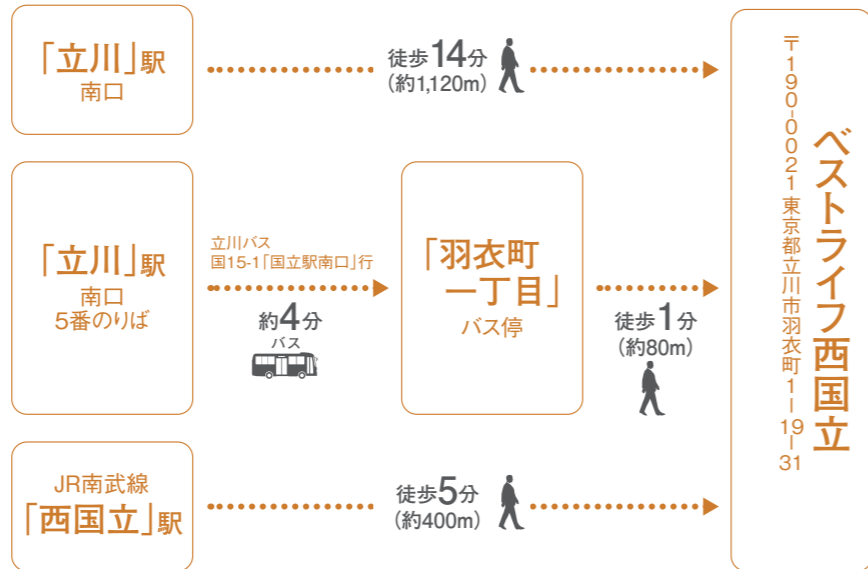 「立川」駅
南口
徒歩14分
（約1,120m）
「立川」駅
南口
5番のりば
立川バス
国15-1「国立駅南口」行
約4分
バス
「羽衣町
一丁目」
バス停
徒歩1分
（約80m）
JR南武線
「西国立」駅
徒歩5分
（約400m）
ベストライフ西国立
〒190-0021 東京都立川市羽衣町1-19-31